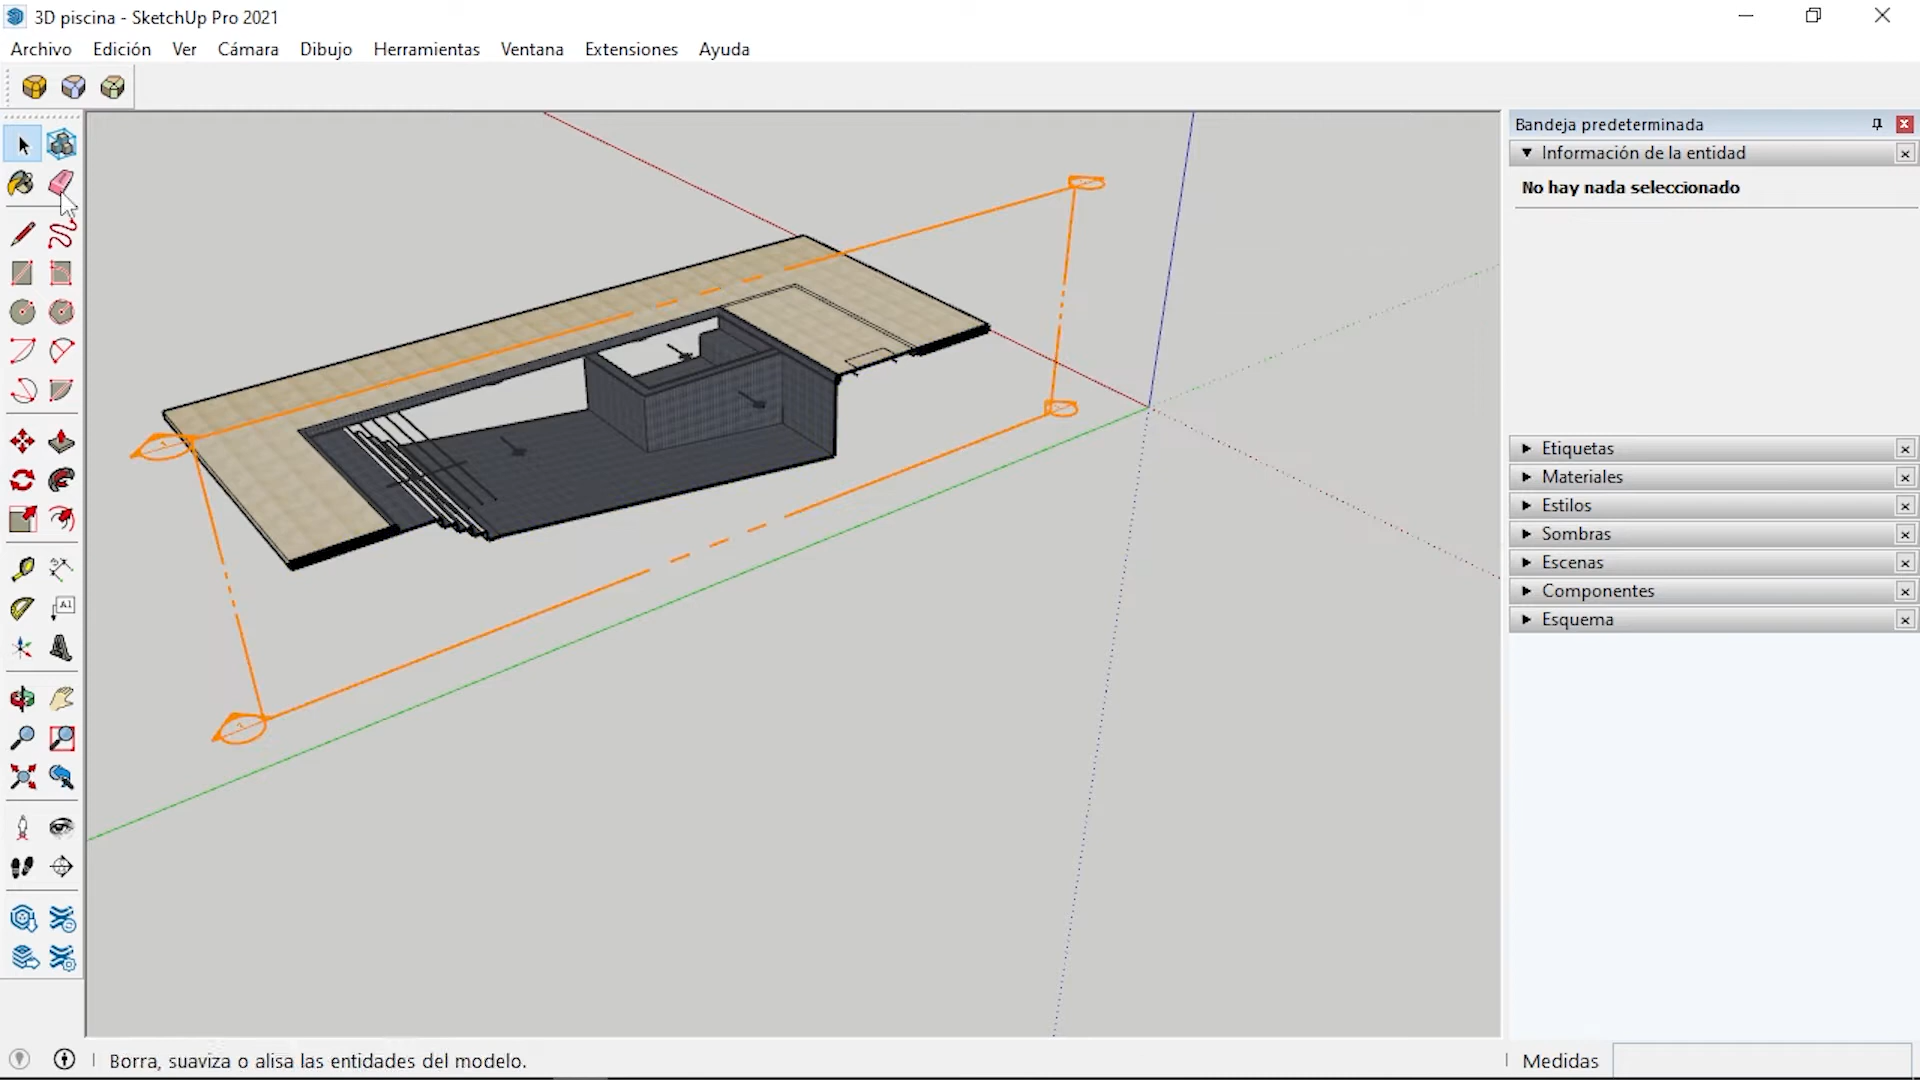 3D piscina - SketchUp Pro 2021
Archivo Edición Ver Cámara Dibujo Herramientas Ventana Extensiones Ayuda
Bandeja predeterminada
Información de la entidad
No hay nada seleccionado
A1
Etiquetas
Materiales
Estilos
Sombras
Escenas
Componentes
Esquema
Borra, suaviza o alisa las entidades del modelo.
Medidas